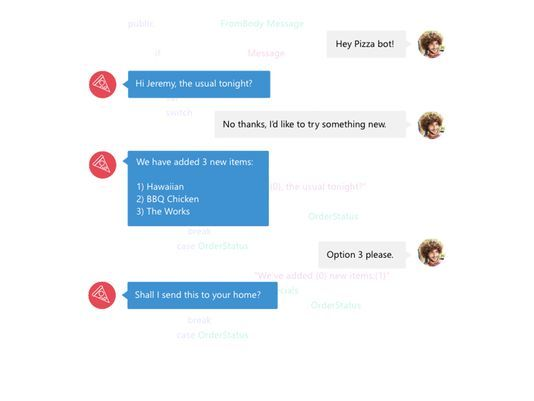 public
FromBody Message
Hey Pizza bot!
if
Message
Hi Jeremy, the usual tonight?
switch
No thanks, I'd like to try something new.
We have added 3 new items:
1) Hawaiian
2) BBQ Chicken
3) The Works
{0}, the usual tonight?"
OrderStatus
break
case OrderStatus
Option 3 please.
"We've added {0} new items:{1}"
Shall I send this to your home?
OrderStatus
break
case OrderStatus